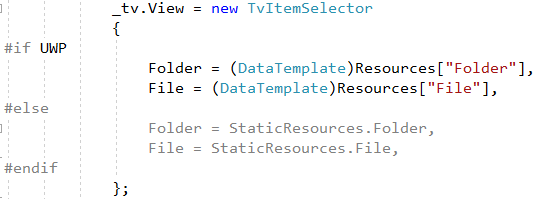 _tv.View = new TvItemSelector
{
#if UWP
Folder = (DataTemplate)Resources["Folder"],
File = (DataTemplate)Resources["File"],
#else
Folder = StaticResources.Folder,
File = StaticResources.File,
#endif
};